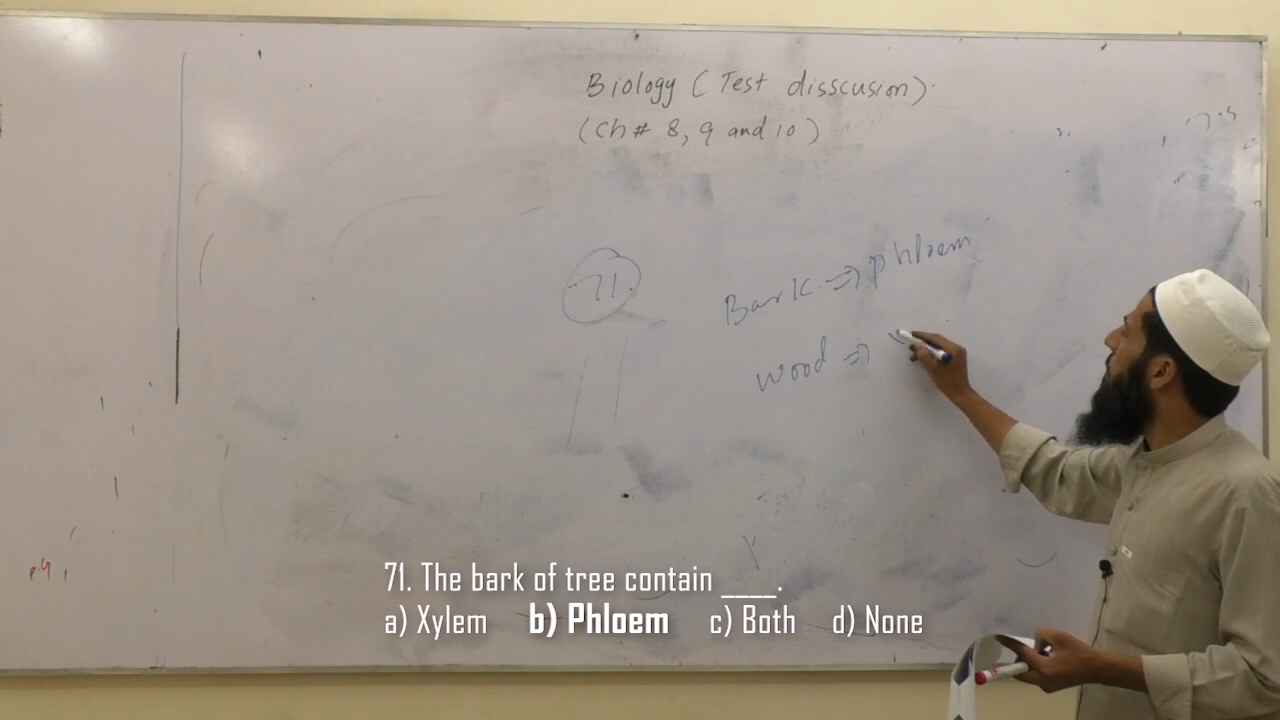 Biology (Test disscusion).
(Ch# 8, 9 and 10)
71.
Bark => phloem
wood =>
71. The bark of tree contain ____.
a) Xylem b) Phloem c) Both d) None